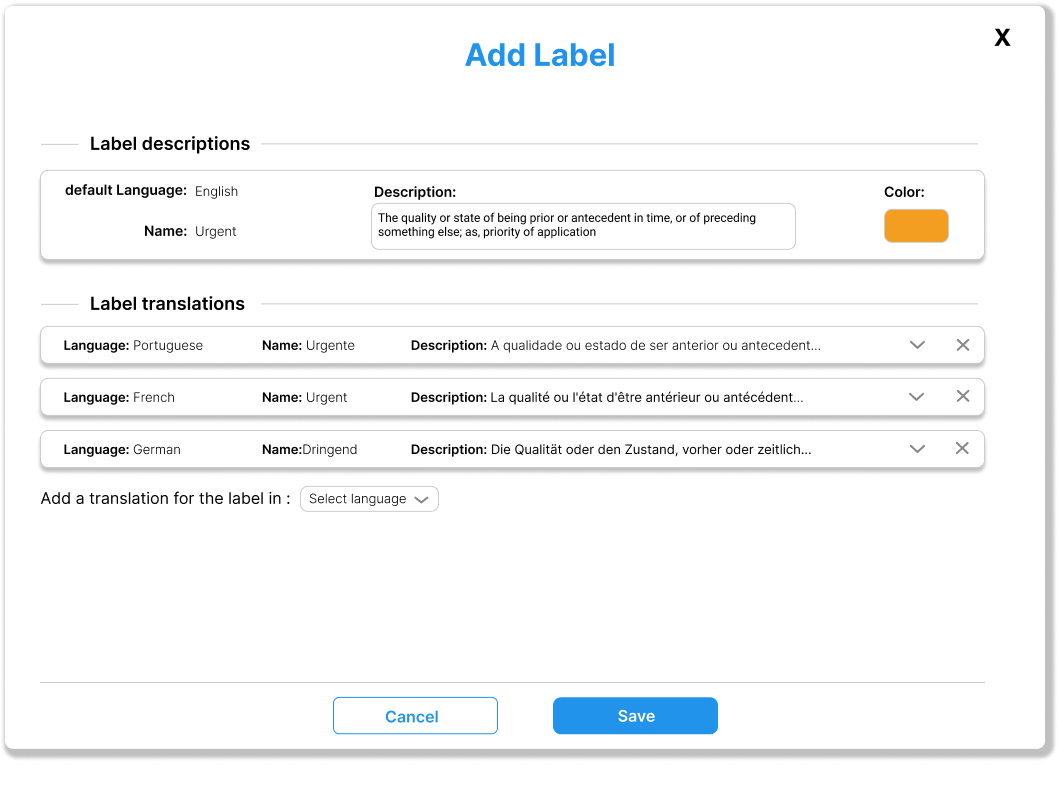 X
Add Label
Label descriptions
default Language: English
Name: Urgent
Description:
The quality or state of being prior or antecedent in time, or of preceding
something else; as, priority of application
Color:
Label translations
Language: Portuguese Name: Urgente Description: A qualidade ou estado de ser anterior ou antecedent...
Language: French Name: Urgent Description: La qualité ou l'état d'être antérieur ou antécédent...
Language: German Name:Dringend Description: Die Qualität oder den Zustand, vorher oder zeitlich...
Add a translation for the label in : Select language
Cancel Save